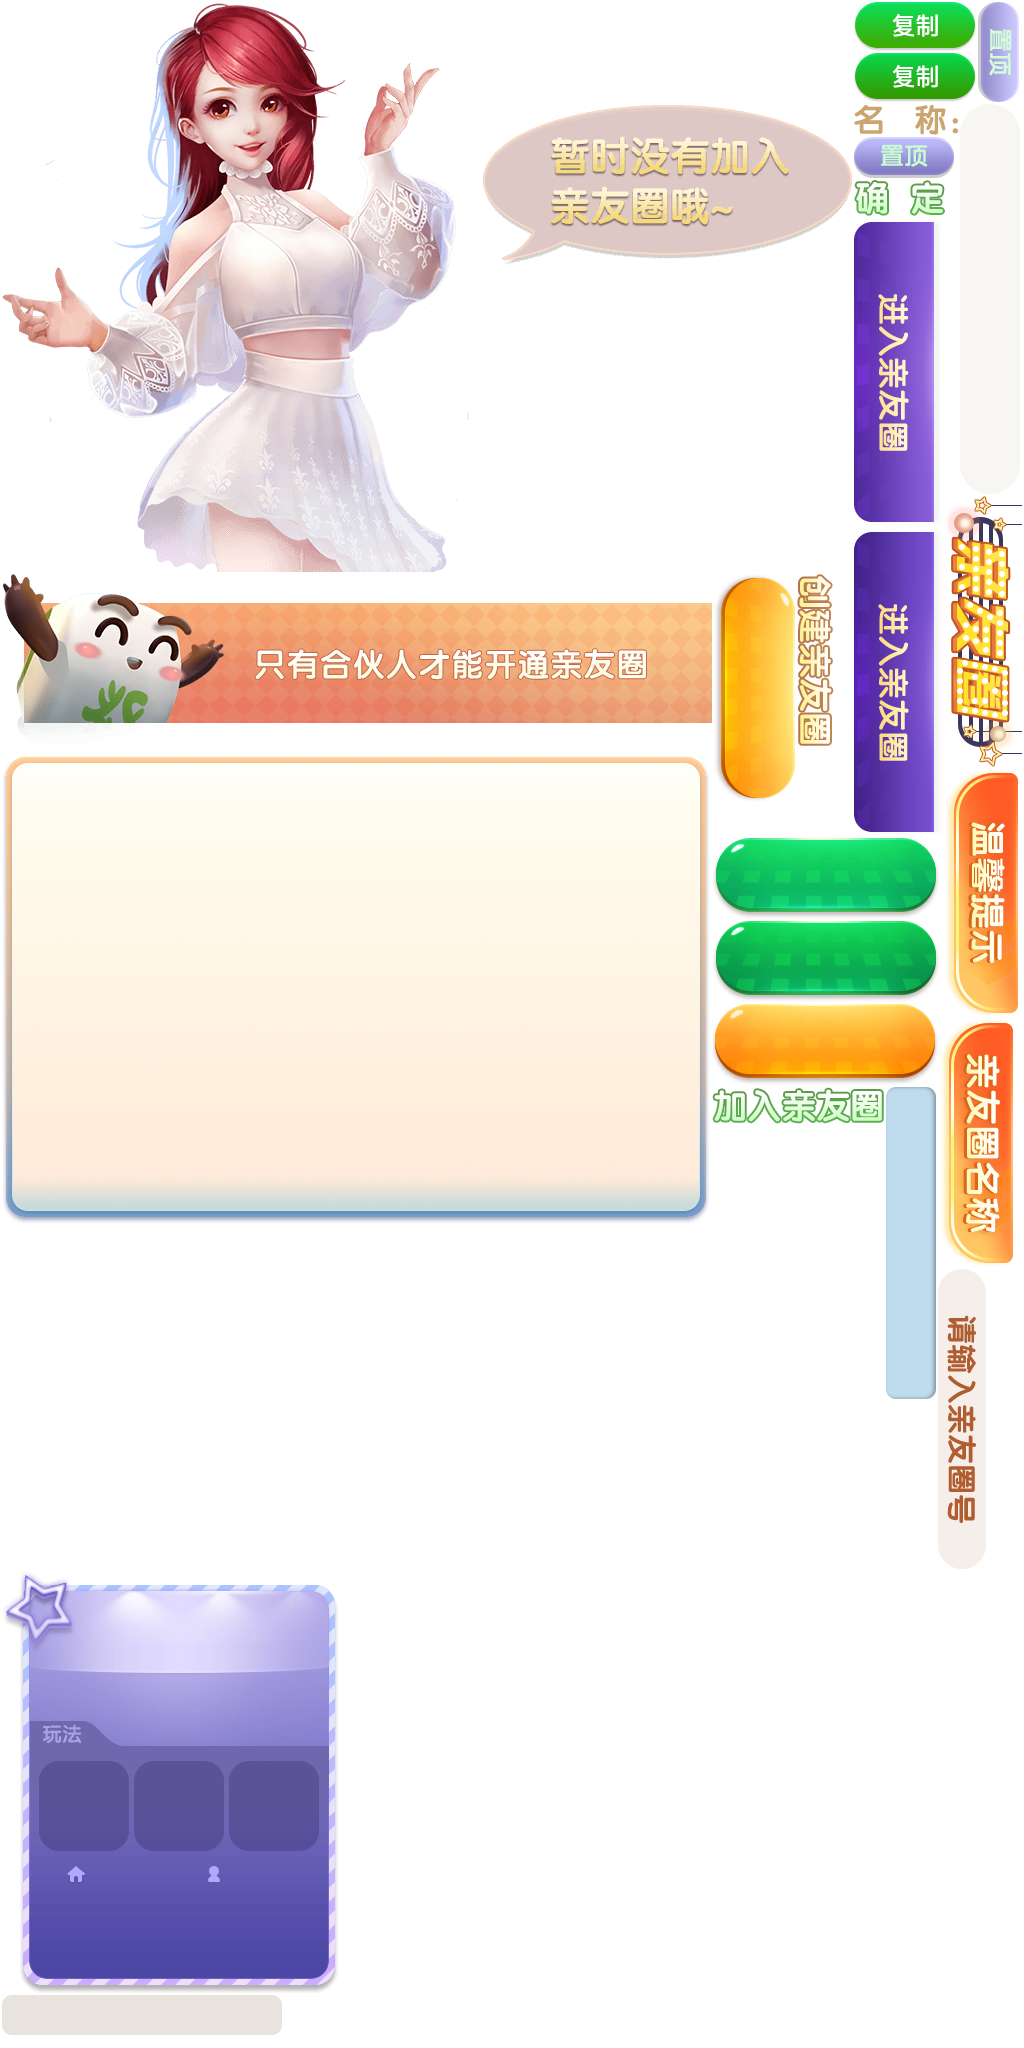 复制
置顶
复制
名 称:
置顶
确 定
暂时没有加入
亲友圈哦~
进入亲友圈
进入亲友圈
亲友圈
创建亲友圈
只有合伙人才能开通亲友圈
温馨提示
亲友圈名称
加入亲友圈
请输入亲友圈号
玩法